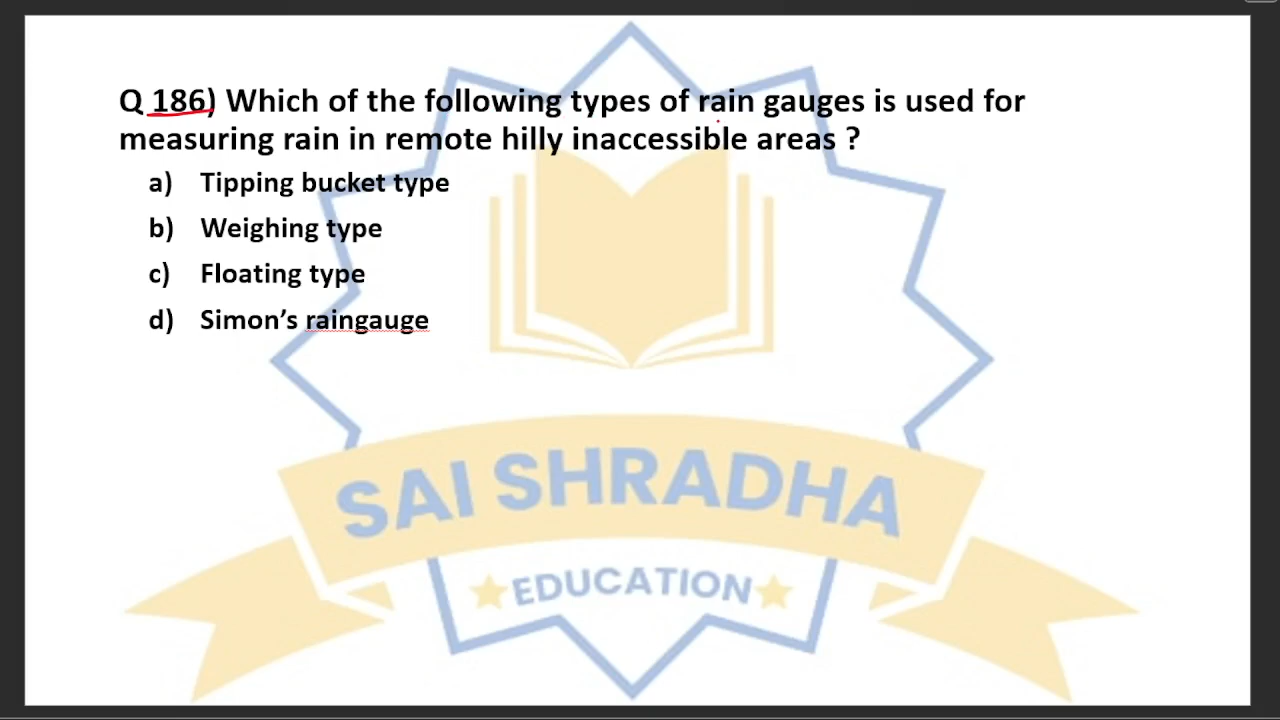 Q 186) Which of the following types of rain gauges is used for
measuring rain in remote hilly inaccessible areas ?
a) Tipping bucket type
b) Weighing type
c) Floating type
d) Simon’s raingauge
SAI SHRADHA
EDUCATION